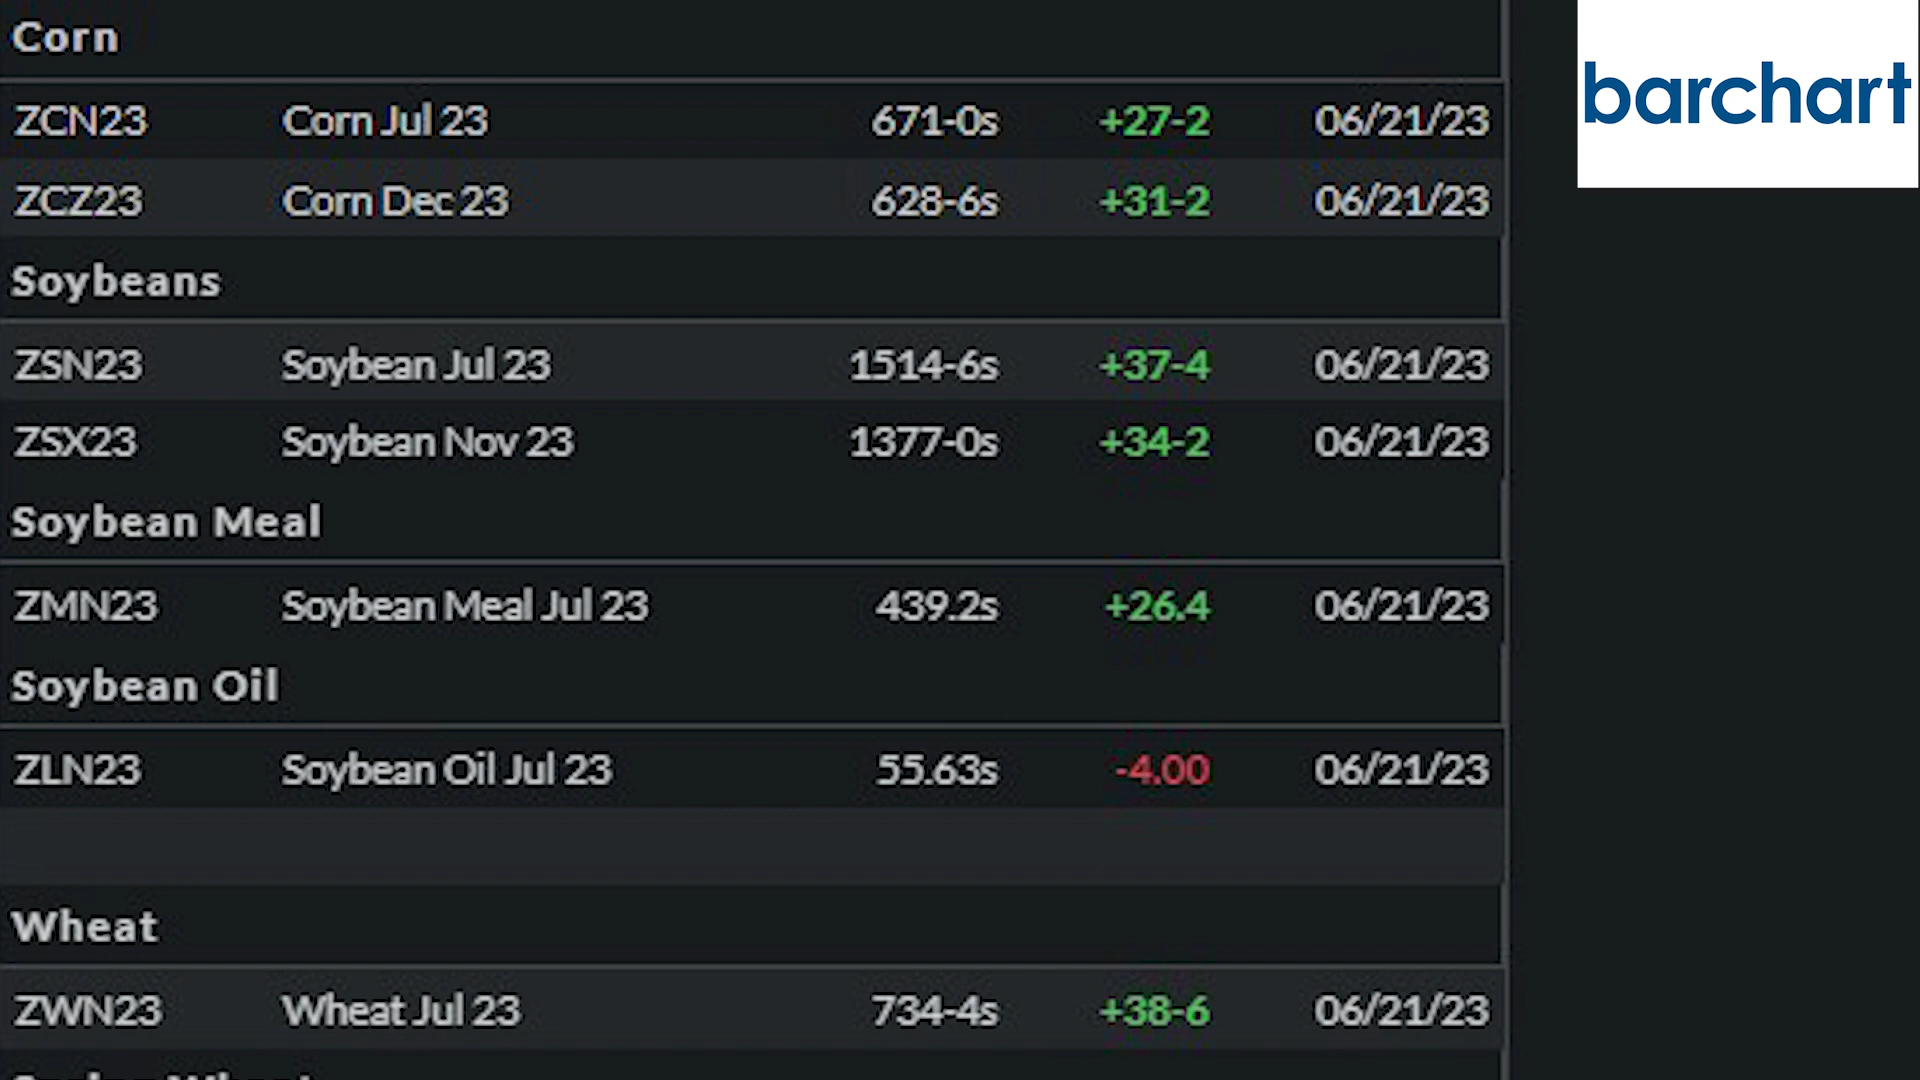 Corn
barchart
ZCN23 Corn Jul 23 671-0s +27-2 06/21/23
ZCZ23 Corn Dec 23 628-6s +31-2 06/21/23
Soybeans
ZSN23 Soybean Jul 23 1514-6s +37-4 06/21/23
ZSX23 Soybean Nov 23 1377-0s +34-2 06/21/23
Soybean Meal
ZMN23 Soybean Meal Jul 23 439.2s +26.4 06/21/23
Soybean Oil
ZLN23 Soybean Oil Jul 23 55.63s -4.00 06/21/23
Wheat
ZWN23 Wheat Jul 23 734-4s +38-6 06/21/23